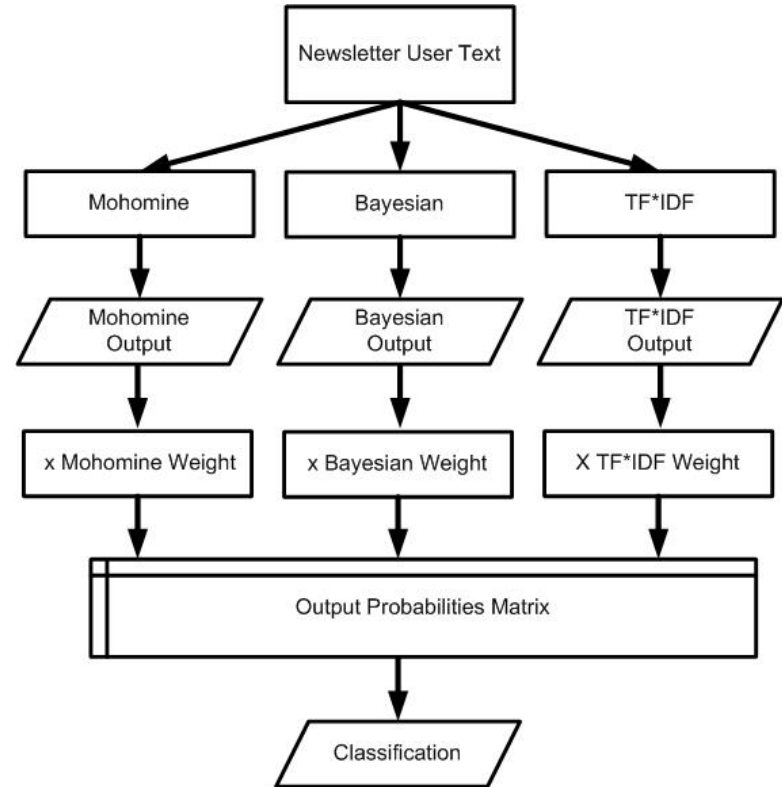 Newsletter User Text
Mohomine
Bayesian
TF*IDF
Mohomine
Output
Bayesian
Output
TF*IDF
Output
x Mohomine Weight
x Bayesian Weight
X TF*IDF Weight
Output Probabilities Matrix
Classification